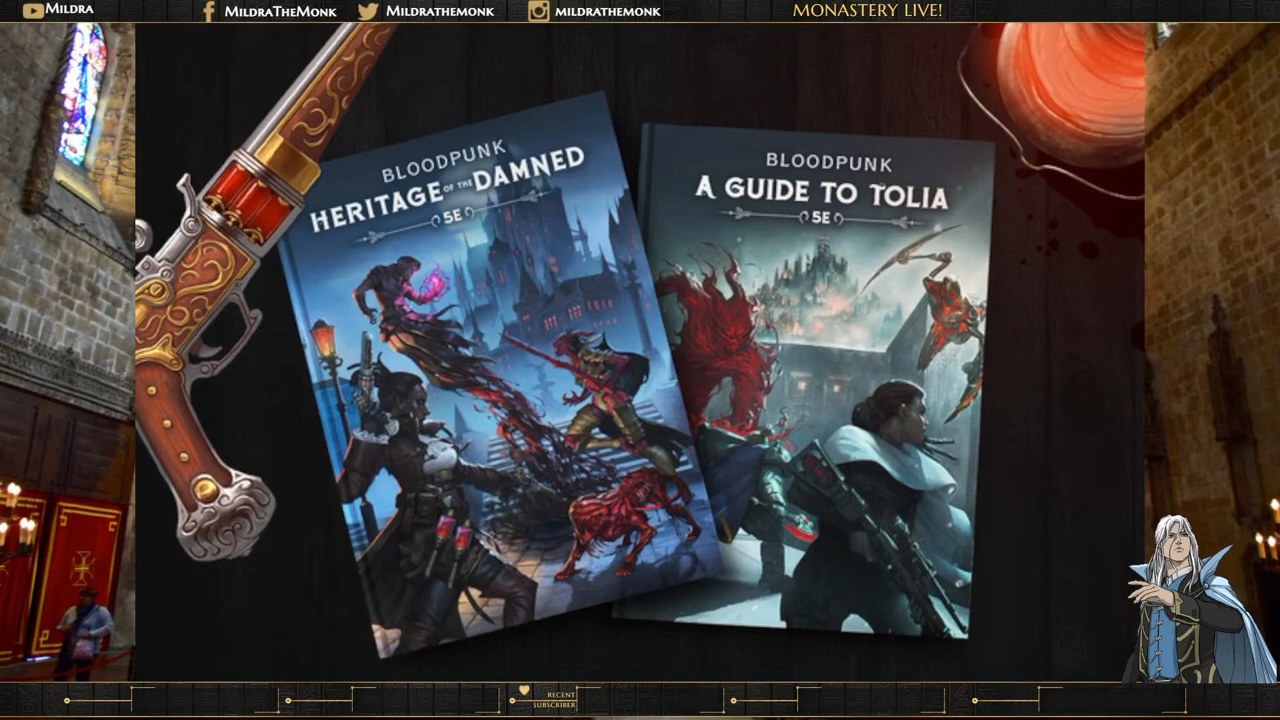 Mildra
MildraTheMonk
Mildrathemonk
mildrathemonk
MONASTERY LIVE!
BLOODPUNK
HERITAGE OF THE DAMNED
5E
BLOODPUNK
A GUIDE TO TOLIA
5E
RECENT
SUBSCRIBER